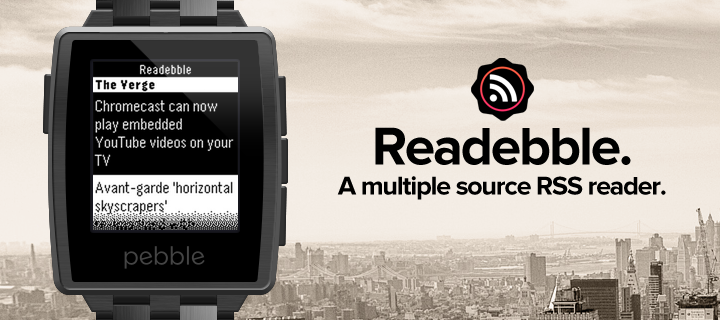 Readebble
The Verge
Chromecast can now
play embedded
YouTube videos on your
TV
Avant-garde 'horizontal
skyscrapers'
pebble
Readebble.
A multiple source RSS reader.